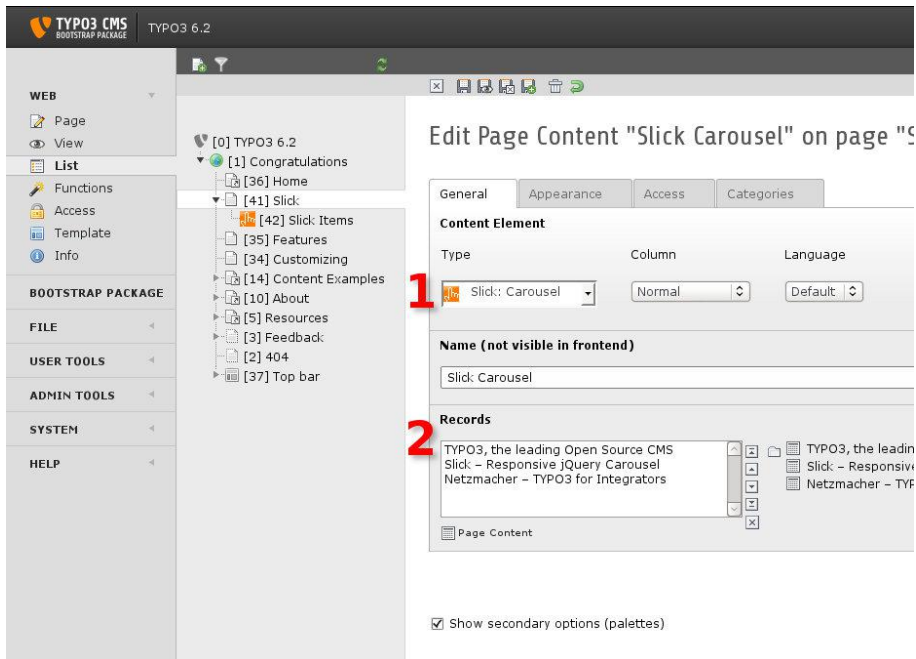 TYPO3 CMS
BOOTSTRAP PACKAGE
TYPO3 6.2
WEB
Page
View
List
Functions
Access
Template
Info
BOOTSTRAP PACKAGE
FILE
USER TOOLS
ADMIN TOOLS
SYSTEM
HELP
[0] TYPO3 6.2
[1] Congratulations
[36] Home
[41] Slick
[42] Slick Items
[35] Features
[34] Customizing
[14] Content Examples
[10] About
[5] Resources
[3] Feedback
[2] 404
[37] Top bar
Edit Page Content "Slick Carousel" on page "S
General Appearance Access Categories
Content Element
Type Column Language
1 Slick: Carousel Normal Default
Name (not visible in frontend)
Slick Carousel
Records
2
TYPO3, the leading Open Source CMS
Slick – Responsive jQuery Carousel
Netzmacher – TYPO3 for Integrators
TYPO3, the leadin
Slick – Responsive
Netzmacher – TYP
Page Content
Show secondary options (palettes)